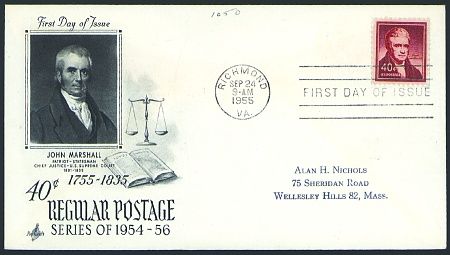 1050
First Day of Issue
JOHN MARSHALL
PATRIOT - STATESMAN
CHIEF JUSTICE - U.S. SUPREME COURT
1801 - 1835
1755-1835
40¢
REGULAR POSTAGE
SERIES OF 1954 - 56
ArtCraft
RICHMOND
SEP 24
9-AM
1955
VA.
40¢
FIRST DAY OF ISSUE
ALAN H. NICHOLS
75 SHERIDAN ROAD
WELLESLEY HILLS 82, MASS.